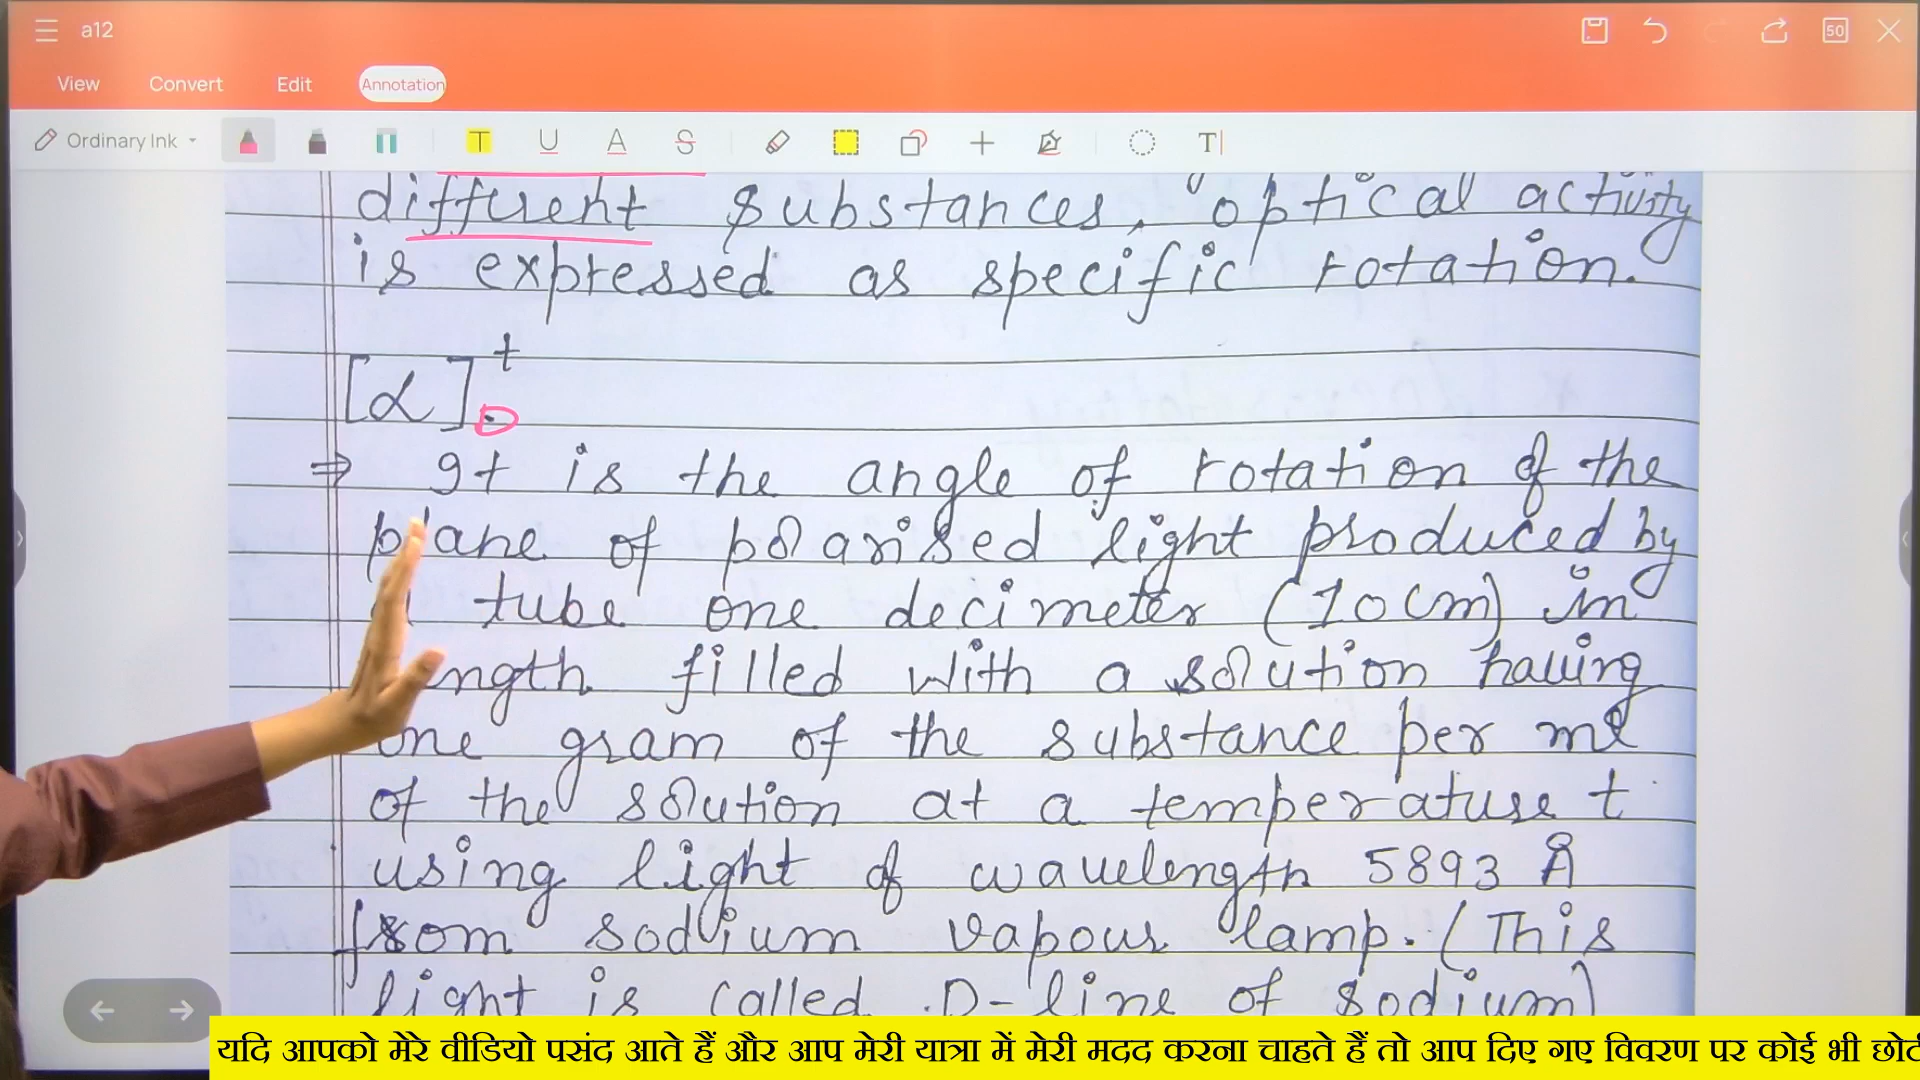 a12
50
View Convert Edit Annotation
Ordinary Ink T U A S T
different substances, optical activity
is expressed as specific rotation.
[α]
t
D
⇒ It is the angle of rotation of the
plane of polarised light produced by
a tube one decimeter (10 cm) in
length filled with a solution having
one gram of the substance per ml
of the solution at a temperature t
using light of wavelength 5893 Å
from sodium vapour lamp. (This
light is called D-line of sodium)
यदि आपको मेरे वीडियो पसंद आते हैं और आप मेरी यात्रा में मेरी मदद करना चाहते हैं तो आप दिए गए विवरण पर कोई भी छोटी